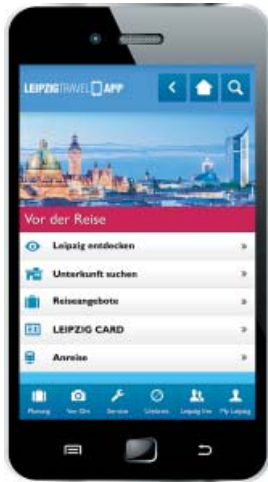 LEIPZIG TRAVEL APP
Vor der Reise
Leipzig entdecken
Unterkunft suchen
Reiseangebote
LEIPZIG CARD
Anreise
Planung Vor Ort Service Umkreis Leipzig live My Leipzig